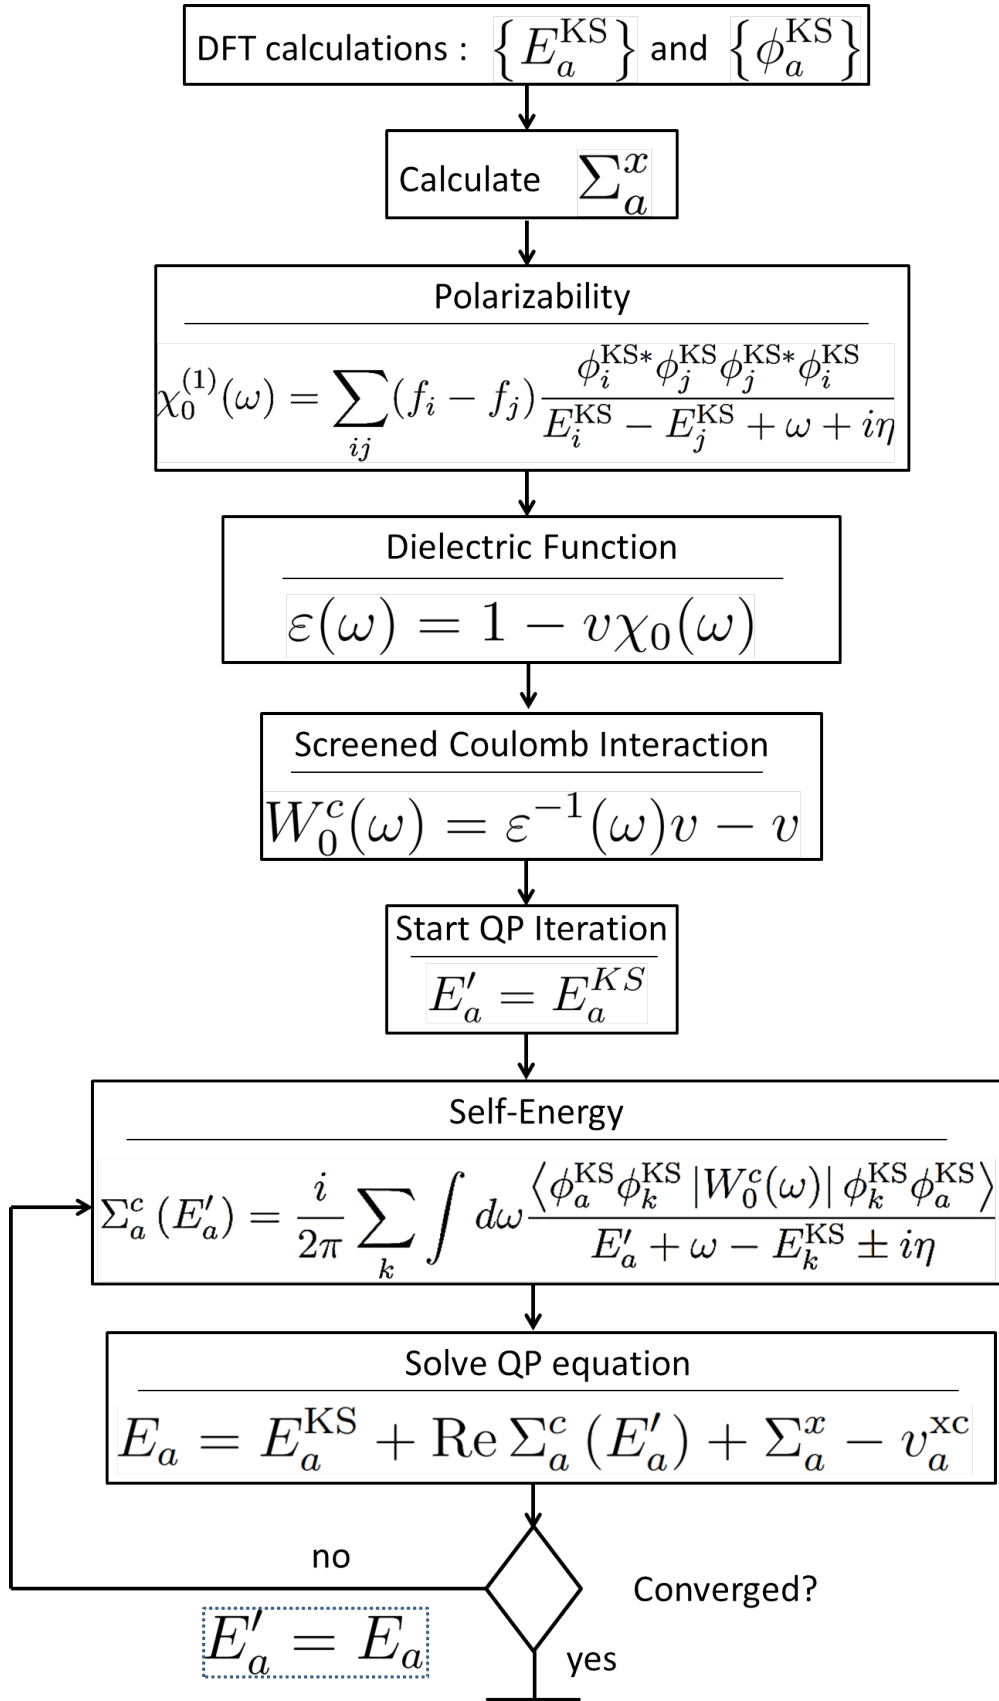 DFT calculations : {E_a^KS} and {ϕ_a^KS}
Calculate Σ_a^x
Polarizability
χ_0^(1)(ω) = ∑_ij (f_i − f_j) ϕ_i^KS* ϕ_j^KS ϕ_j^KS* ϕ_i^KS / E_i^KS − E_j^KS + ω + iη
Dielectric Function
ε(ω) = 1 − vχ_0(ω)
Screened Coulomb Interaction
W_0^c(ω) = ε^−1(ω)v − v
Start QP Iteration
E′_a = E_a^KS
Self-Energy
Σ_a^c (E′_a) = i/2π ∑_k ∫ dω ⟨ϕ_a^KS ϕ_k^KS |W_0^c(ω)| ϕ_k^KS ϕ_a^KS⟩ / E′_a + ω − E_k^KS ± iη
Solve QP equation
E_a = E_a^KS + Re Σ_a^c (E′_a) + Σ_a^x − v_a^xc
no
Converged?
E′_a = E_a
yes